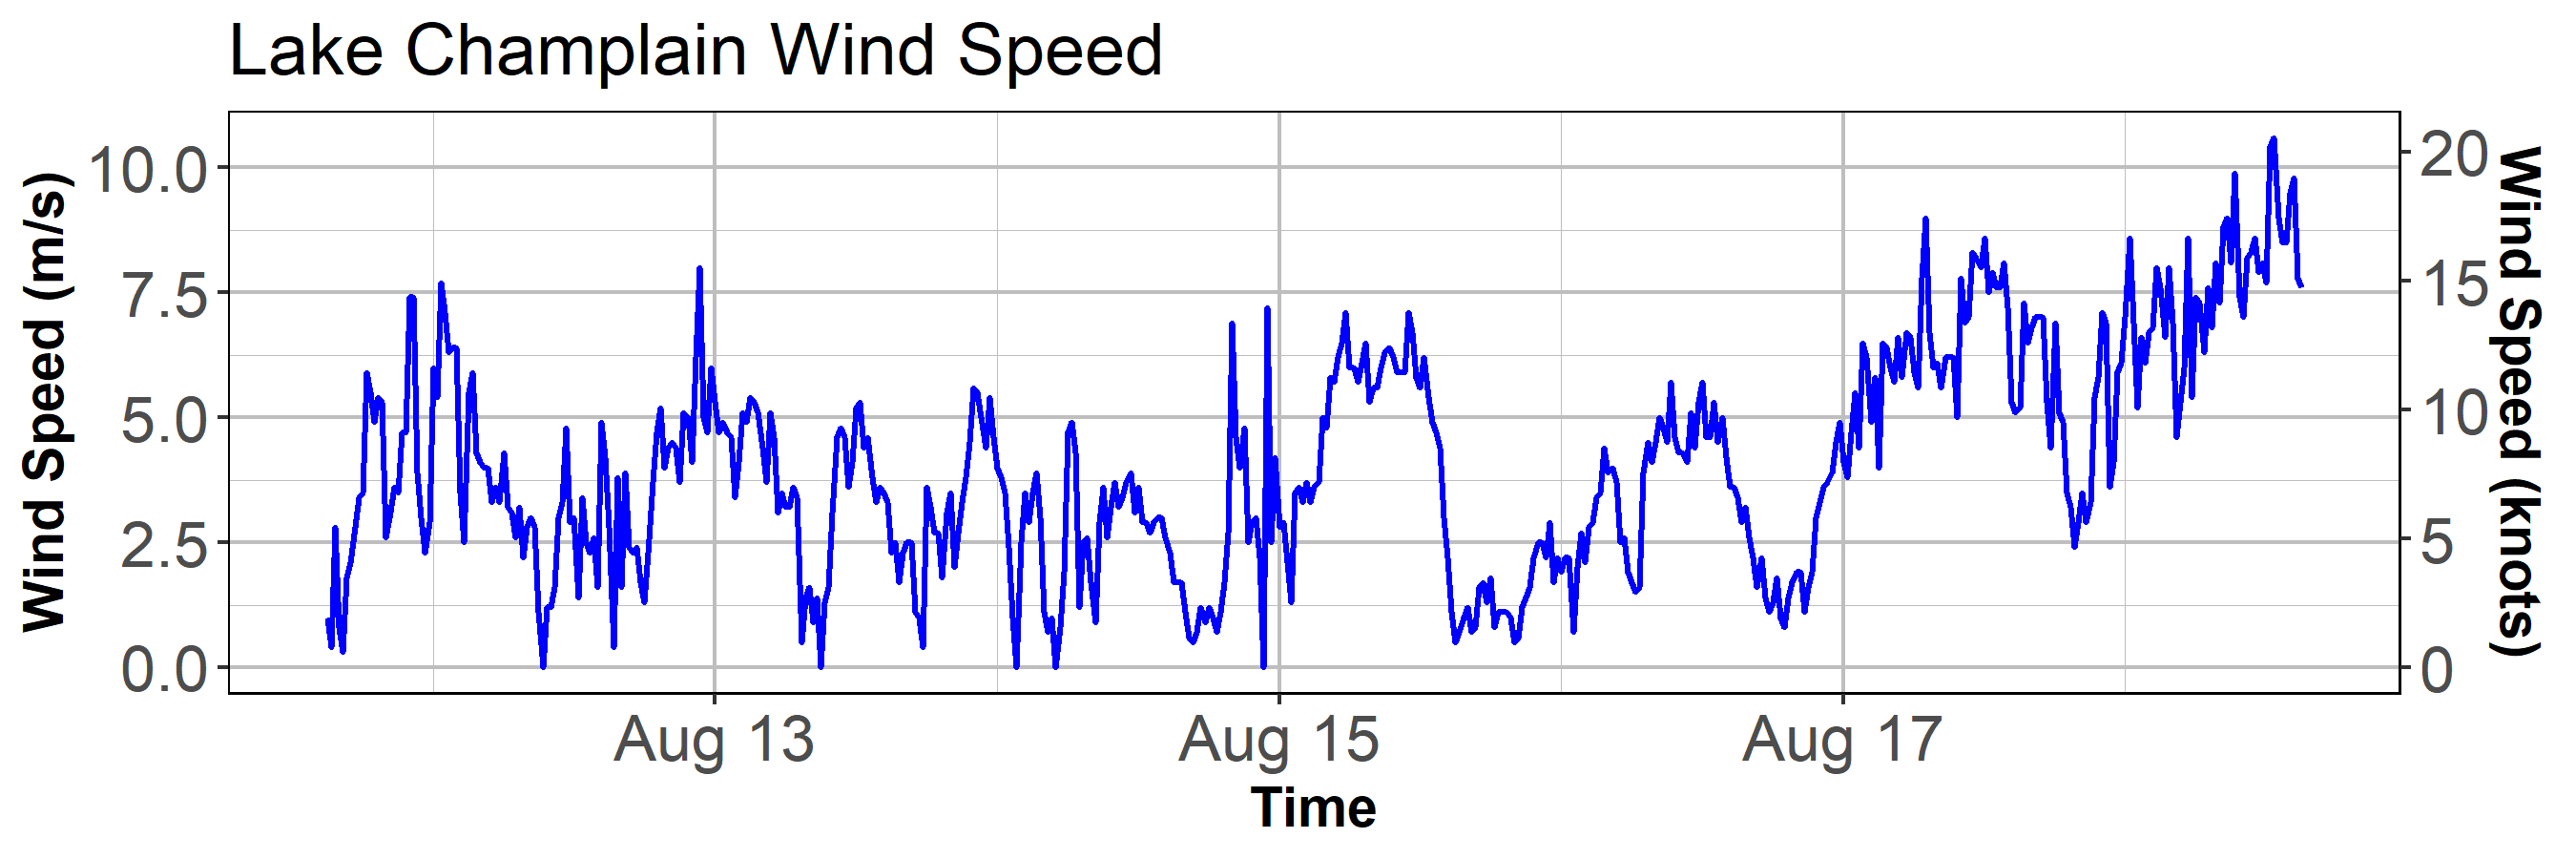 Lake Champlain Wind Speed
Wind Speed (m/s)
10.0
7.5
5.0
2.5
0.0
20
15
10
5
0
Wind Speed (knots)
Aug 13
Aug 15
Aug 17
Time